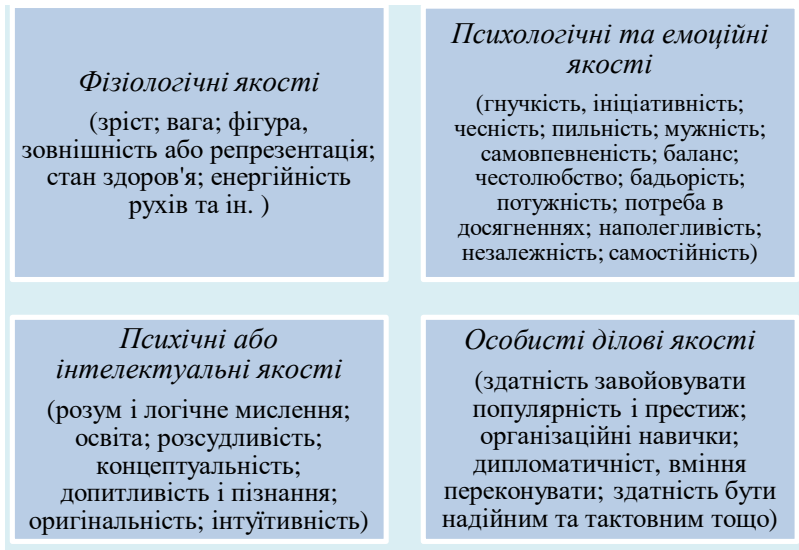 Фізіологічні якості
(зріст; вага; фігура,
зовнішність або репрезентація;
стан здоров'я; енергійність
рухів та ін. )
Психологічні та емоційні
якості
(гнучкість, ініціативність;
чесність; пильність; мужність;
самовпевненість; баланс;
честолюбство; бадьорість;
потужність; потреба в
досягненнях; наполегливість;
незалежність; самостійність)
Психічні або
інтелектуальні якості
(розум і логічне мислення;
освіта; розсудливість;
концептуальність;
допитливість і пізнання;
оригінальність; інтуїтивність)
Особисті ділові якості
(здатність завойовувати
популярність і престиж;
організаційні навички;
дипломатичніст, вміння
переконувати; здатність бути
надійним та тактовним тощо)